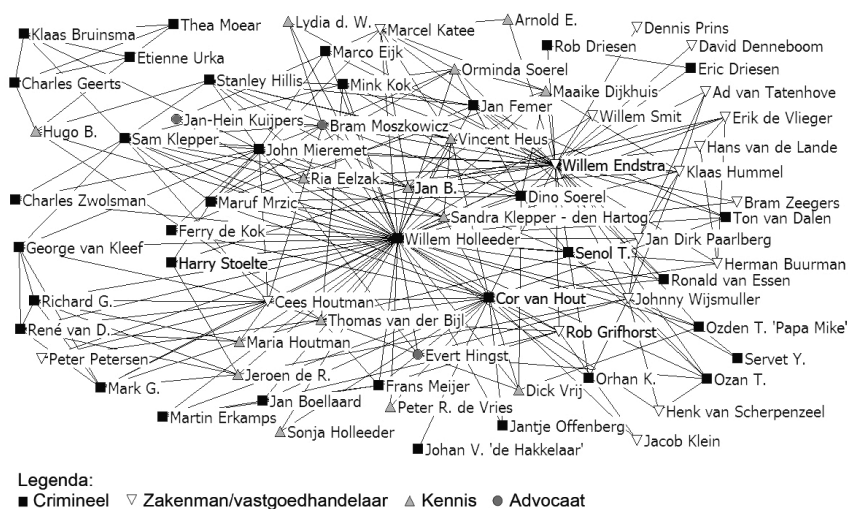 Thea Moear
Lydia d. W.
Marcel Katee
Arnold E.
Dennis Prins
Klaas Bruinsma
Etienne Urka
Marco Eijk
Rob Driesen
David Denneboom
Charles Geerts
Stanley Hillis
Mink Kok
Orminda Soerel
Eric Driesen
Maaike Dijkhuis
Ad van Tatenhove
Jan Femer
Jan-Hein Kuijpers
Bram Moszkowicz
Willem Smit
Erik de Vlieger
Hugo B.
Sam Klepper
John Mieremet
Vincent Heus
Hans van de Lande
Willem Endstra
Klaas Hummel
Ria Eelzak
Jan B.
Charles Zwolsman
Maruf Mrzic
Dino Soerel
Bram Zeegers
Sandra Klepper - den Hartog
Ton van Dalen
Ferry de Kok
Willem Holleeder
Jan Dirk Paarlberg
George van Kleef
Senol T.
Harry Stoelte
Herman Buurman
Ronald van Essen
Richard G.
Cees Houtman
Cor van Hout
Johnny Wijsmuller
René van D.
Thomas van der Bijl
Rob Grifhorst
Ozden T. 'Papa Mike'
Maria Houtman
Peter Petersen
Evert Hingst
Servet Y.
Jeroen de R.
Mark G.
Frans Meijer
Dick Vrij
Orhan K.
Ozan T.
Jan Boellaard
Peter R. de Vries
Henk van Scherpenzeel
Martin Erkamps
Jantje Offenberg
Sonja Holleeder
Jacob Klein
Johan V. 'de Hakkelaar'
Legenda:
Crimineel Zakenman/vastgoedhandelaar Kennis Advocaat